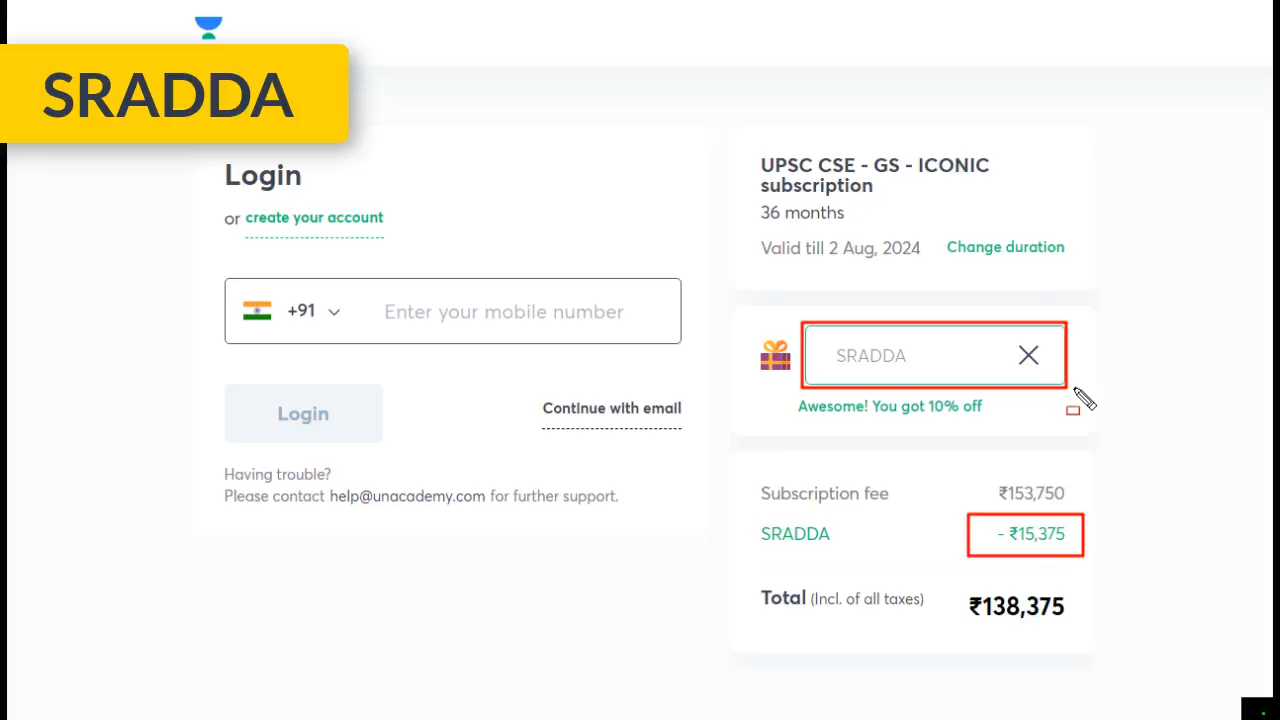 SRADDA
Login
or create your account
+91 Enter your mobile number
Login
Continue with email
Having trouble?
Please contact help@unacademy.com for further support.
UPSC CSE - GS - ICONIC
subscription
36 months
Valid till 2 Aug, 2024 Change duration
SRADDA
Awesome! You got 10% off
Subscription fee ₹153,750
SRADDA - ₹15,375
Total (Incl. of all taxes) ₹138,375